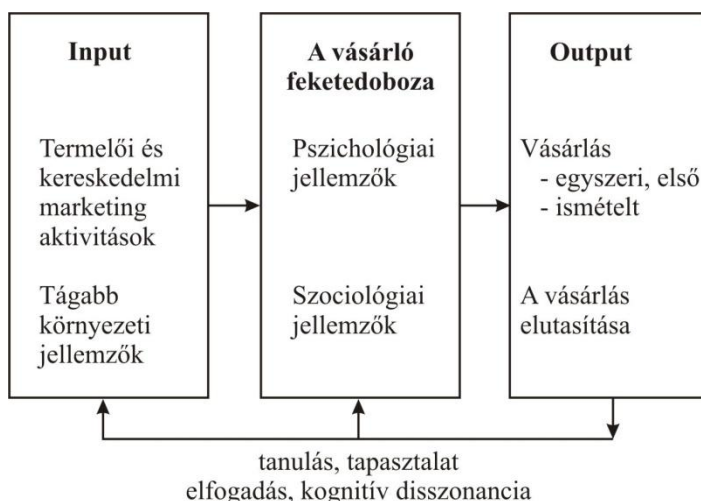 Input
Termelői és
kereskedelmi
marketing
aktivitások
Tágabb
környezeti
jellemzők
A vásárló
feketedoboza
Pszichológiai
jellemzők
Szociológiai
jellemzők
Output
Vásárlás
- egyszeri, első
- ismételt
A vásárlás
elutasítása
tanulás, tapasztalat
elfogadás, kognitív disszonancia